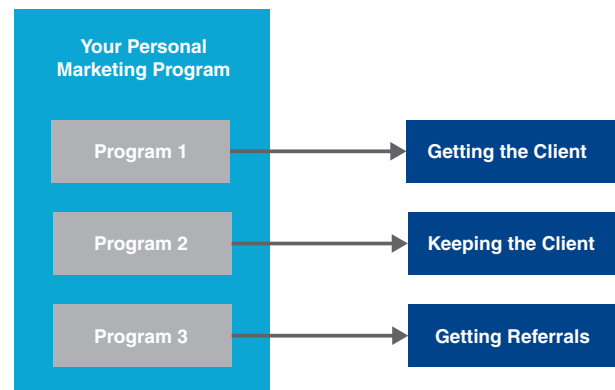 Your Personal
Marketing Program
Program 1
Getting the Client
Program 2
Keeping the Client
Program 3
Getting Referrals